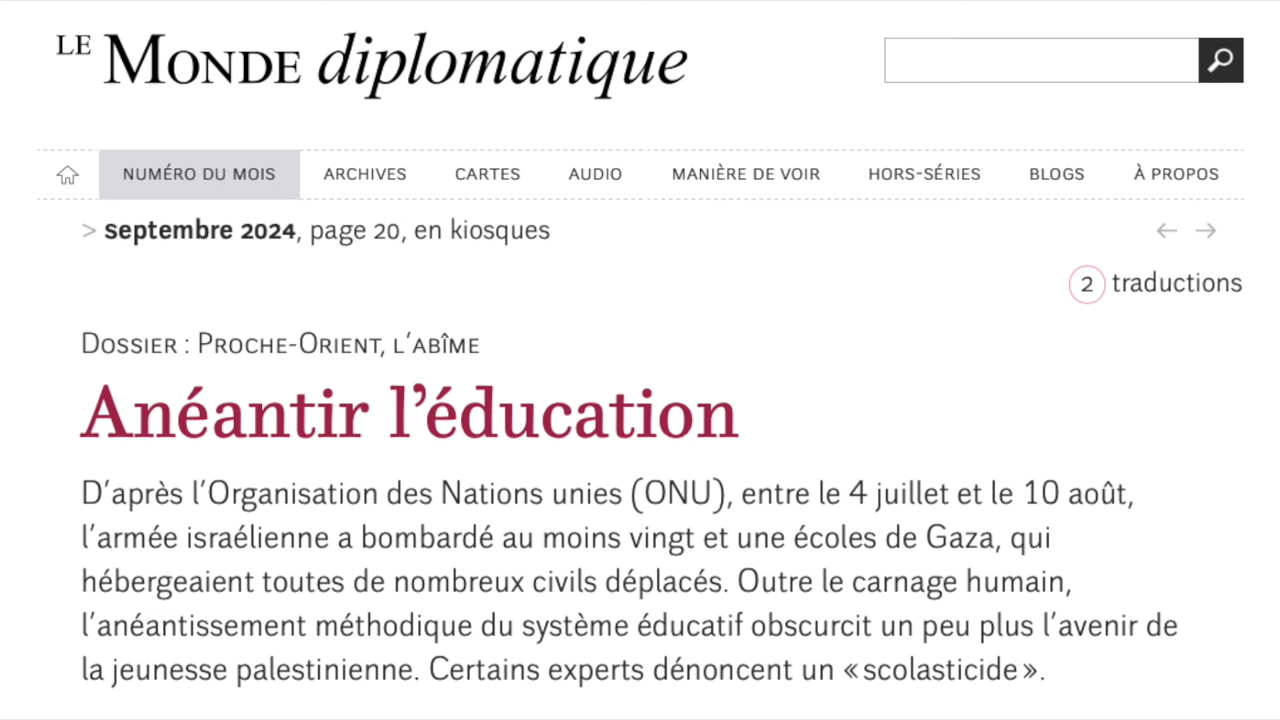 LE MONDE diplomatique
NUMÉRO DU MOIS ARCHIVES CARTES AUDIO MANIÈRE DE VOIR HORS-SÉRIES BLOGS À PROPOS
> septembre 2024, page 20, en kiosques
2 traductions
Dossier : Proche-Orient, l’abîme
Anéantir l’éducation
D’après l’Organisation des Nations unies (ONU), entre le 4 juillet et le 10 août,
l’armée israélienne a bombardé au moins vingt et une écoles de Gaza, qui
hébergeaient toutes de nombreux civils déplacés. Outre le carnage humain,
l’anéantissement méthodique du système éducatif obscurcit un peu plus l’avenir de
la jeunesse palestinienne. Certains experts dénoncent un « scolasticide ».